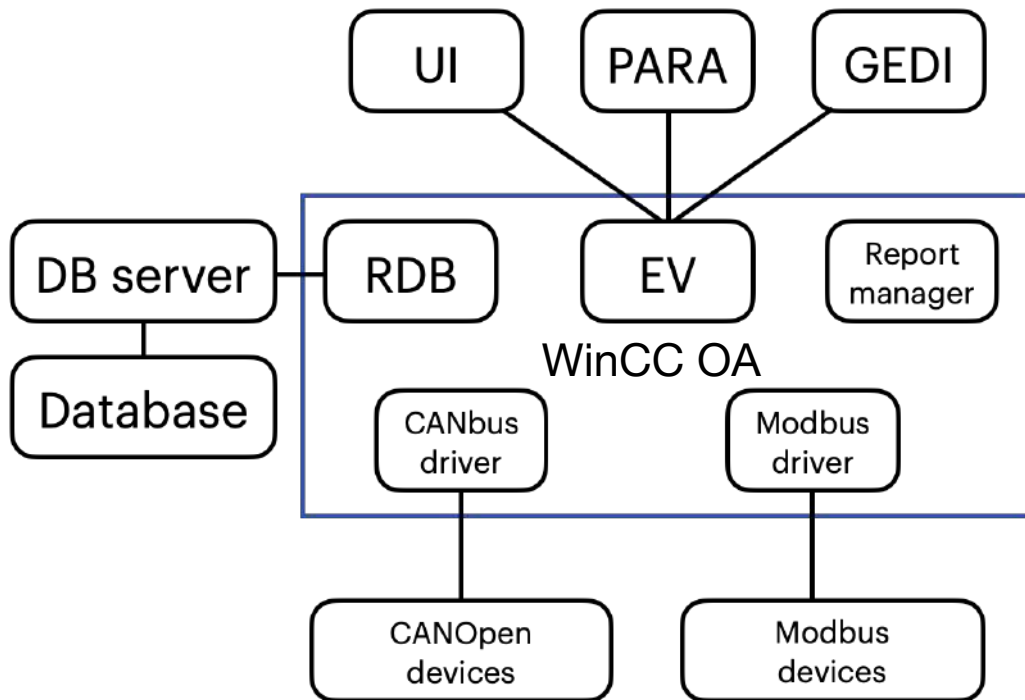 UI
PARA
GEDI
DB server
RDB
EV
Report
manager
WinCC OA
Database
CANbus
driver
Modbus
driver
CANOpen
devices
Modbus
devices